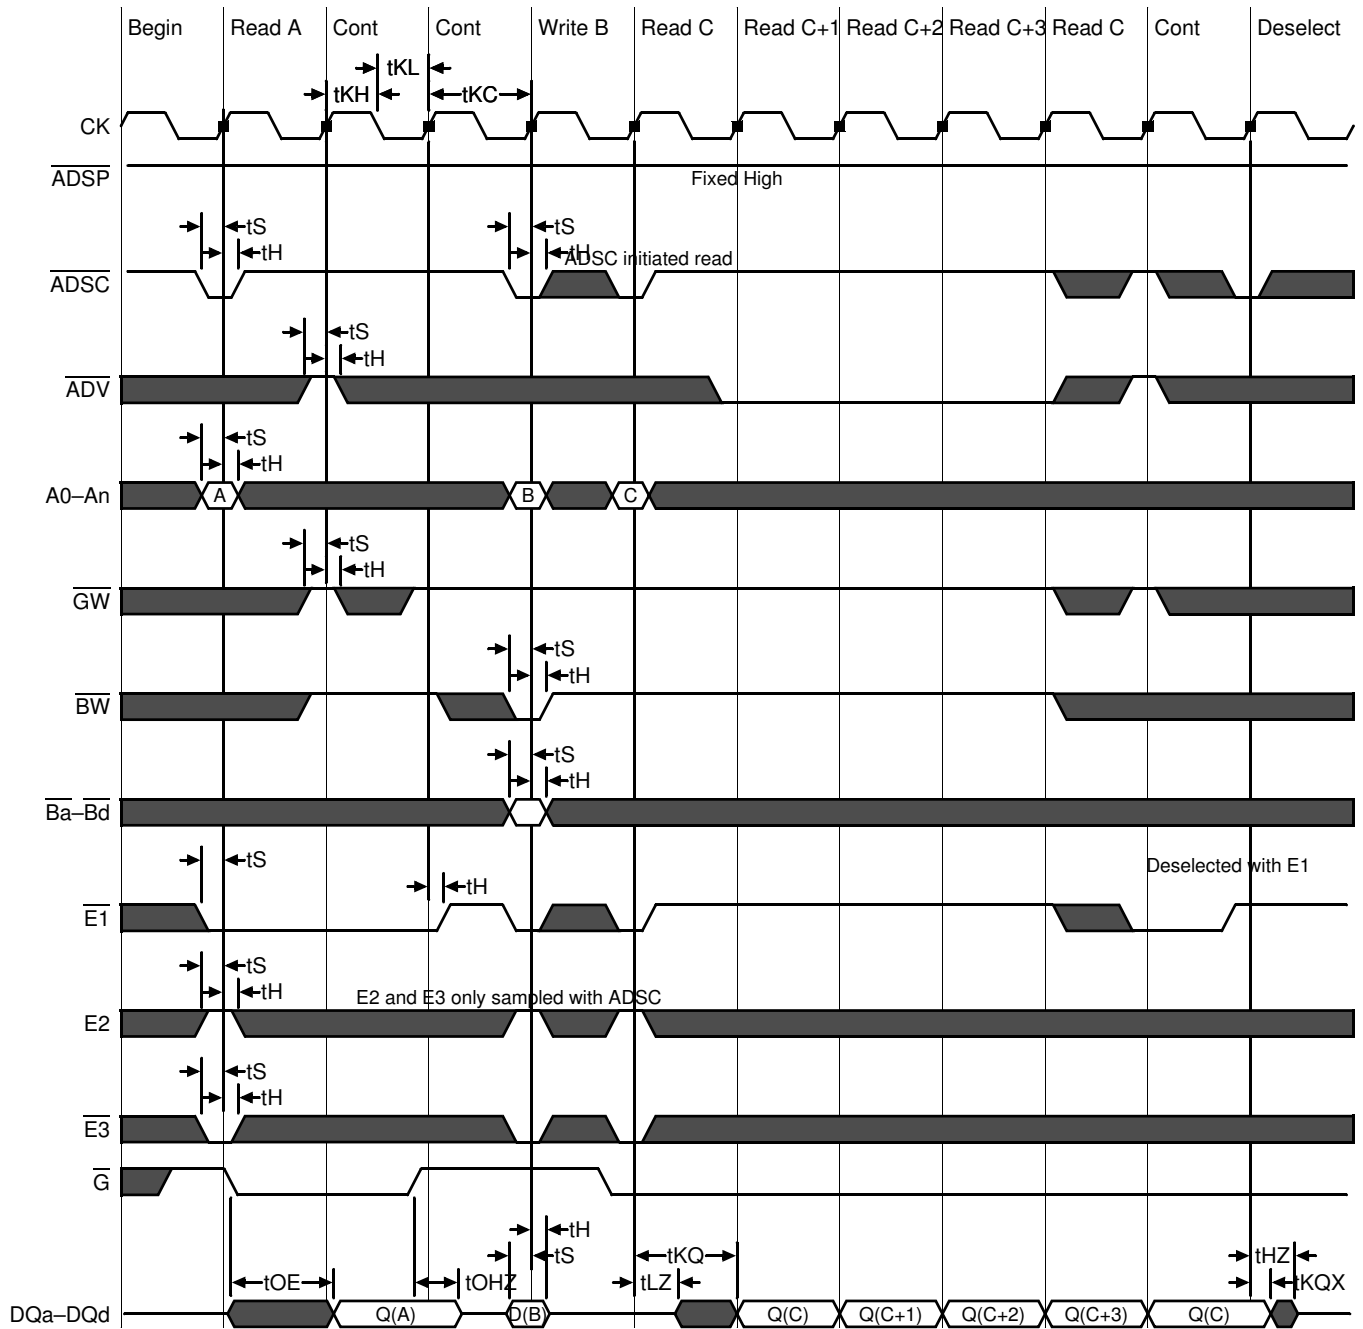 Begin Read A Cont Cont Write B Read C Read C+1 Read C+2 Read C+3 Read C Cont Deselect
tKL
tKH tKC
CK
ADSP
Fixed High
tS tS
tH tH
ADSC initiated read
ADSC
tS
tH
ADV
tS
tH
A0–An A B C
tS
tH
GW
tS
tH
BW
tS
tH
Ba–Bd
tS
Deselected with E1
tH
E1
tS
tH
E2 and E3 only sampled with ADSC
E2
tS
tH
E3
G
tH
tS tKQ tHZ
tOE tOHZ tLZ tKQX
DQa–DQd Q(A) D(B) Q(C) Q(C+1) Q(C+2) Q(C+3) Q(C)